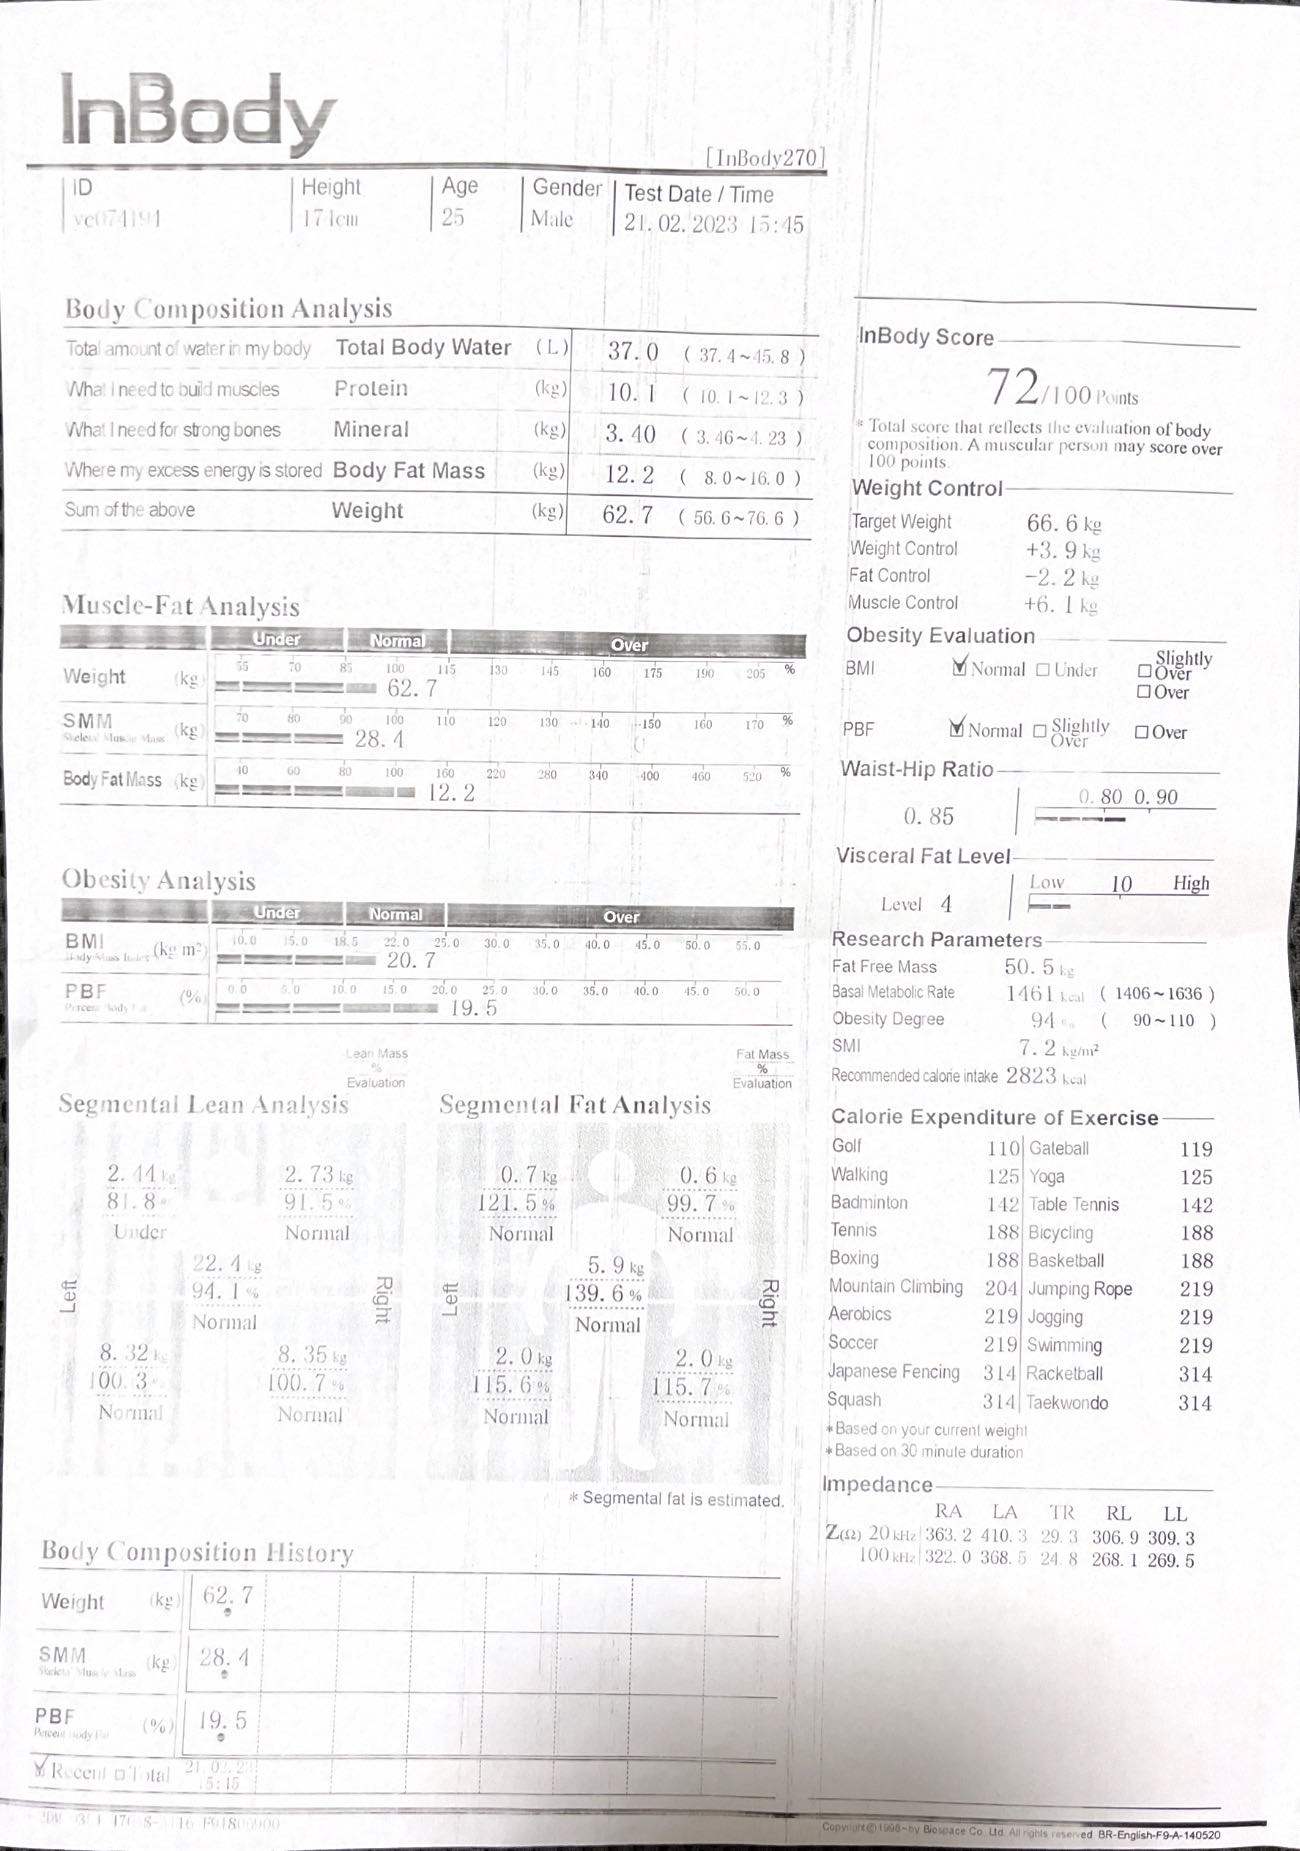 InBody
[InBody270]
ID Height Age Gender Test Date / Time
171cm 25 Male 21. 02. 2023 15:45
Body Composition Analysis
Total amount of water in my body Total Body Water (L) 37. 0 ( 37. 4~45. 8 )
What I need to build muscles Protein (kg) 10. 1 ( 10. 1~12. 3 )
What I need for strong bones Mineral (kg) 3. 40 ( 3. 46~4. 23 )
Where my excess energy is stored Body Fat Mass (kg) 12. 2 ( 8. 0~16. 0 )
Sum of the above Weight (kg) 62. 7 ( 56. 6~76. 6 )
Muscle-Fat Analysis
Under Normal Over
Weight (kg) 55 70 85 100 115 130 145 160 175 190 205 %
62. 7
SMM (kg) 70 80 90 100 110 120 130 140 150 160 170 %
Skeletal Muscle Mass 28. 4
Body Fat Mass (kg) 40 60 80 100 160 220 280 340 400 460 520 %
12. 2
Obesity Analysis
Under Normal Over
BMI (kg/m²) 10.0 15.0 18.5 22.0 25.0 30.0 35.0 40.0 45.0 50.0 55.0
Body Mass Index 20. 7
PBF (%) 0.0 5.0 10.0 15.0 20.0 25.0 30.0 35.0 40.0 45.0 50.0
Percent Body Fat 19. 5
Lean Mass
%
Evaluation
Segmental Lean Analysis
2. 44 kg 2. 73 kg
81. 8 % 91. 5 %
Under Normal
22. 4 kg
94. 1 %
Normal
Left Right
8. 32 kg 8. 35 kg
100. 3 % 100. 7 %
Normal Normal
Fat Mass
%
Evaluation
Segmental Fat Analysis
0. 7 kg 0. 6 kg
121. 5 % 99. 7 %
Normal Normal
5. 9 kg
139. 6 %
Normal
Left Right
2. 0 kg 2. 0 kg
115. 6 % 115. 7 %
Normal Normal
* Segmental fat is estimated.
Body Composition History
Weight (kg) 62. 7
SMM (kg) 28. 4
Skeletal Muscle Mass
PBF (%) 19. 5
Percent Body Fat
Recent Total 21. 02. 23
15:45
InBody Score
72/100 Points
* Total score that reflects the evaluation of body
composition. A muscular person may score over
100 points.
Weight Control
Target Weight 66. 6 kg
Weight Control +3. 9 kg
Fat Control -2. 2 kg
Muscle Control +6. 1 kg
Obesity Evaluation
BMI Normal Under Slightly Over
Over
PBF Normal Slightly Over Over
Waist-Hip Ratio
0. 85 0. 80 0. 90
Visceral Fat Level
Level 4 Low 10 High
Research Parameters
Fat Free Mass 50. 5 kg
Basal Metabolic Rate 1461 kcal ( 1406~1636 )
Obesity Degree 94 % ( 90~110 )
SMI 7. 2 kg/m²
Recommended calorie intake 2823 kcal
Calorie Expenditure of Exercise
Golf 110 Gateball 119
Walking 125 Yoga 125
Badminton 142 Table Tennis 142
Tennis 188 Bicycling 188
Boxing 188 Basketball 188
Mountain Climbing 204 Jumping Rope 219
Aerobics 219 Jogging 219
Soccer 219 Swimming 219
Japanese Fencing 314 Racketball 314
Squash 314 Taekwondo 314
*Based on your current weight
*Based on 30 minute duration
Impedance
RA LA TR RL LL
Z(Ω) 20 kHz 363. 2 410. 3 29. 3 306. 9 309. 3
100 kHz 322. 0 368. 5 24. 8 268. 1 269. 5
Copyright©1996~by Biospace Co. Ltd. All rights reserved BR-English-F9-A-140520